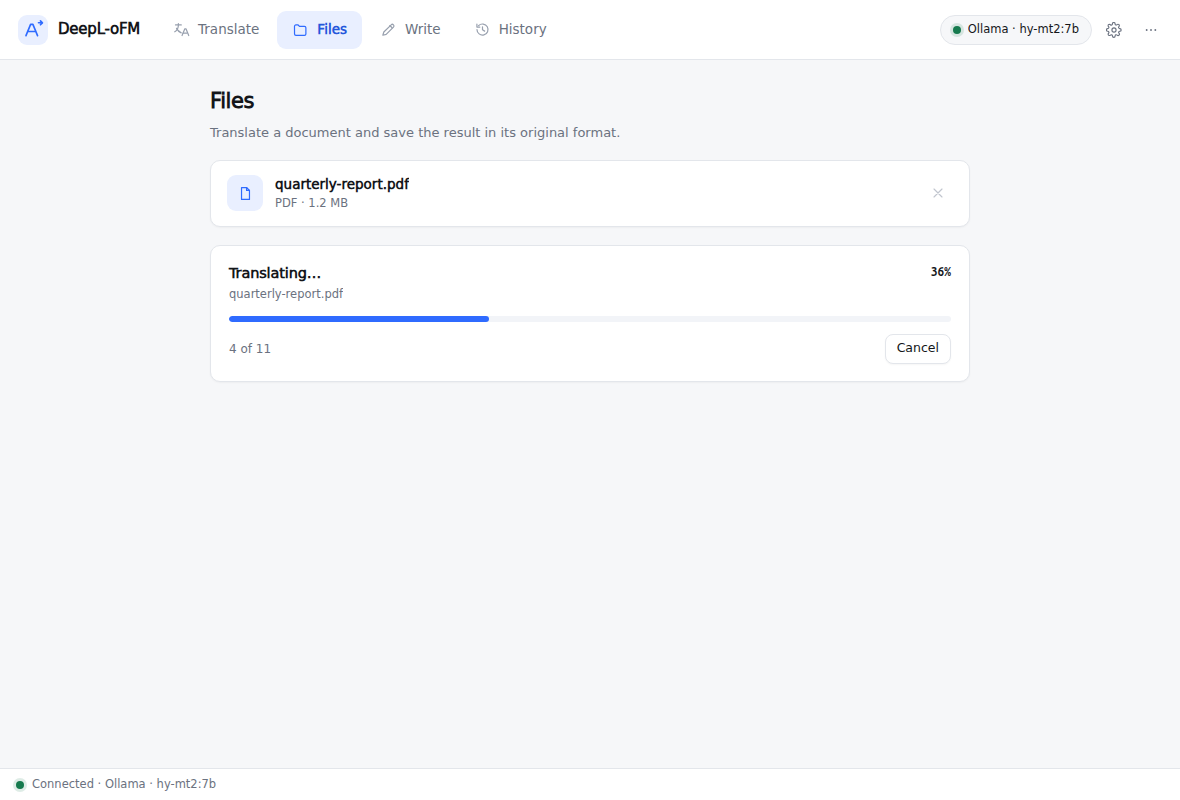 DeepL-oFM
Translate
Files
Write
History
Ollama · hy-mt2:7b
Files
Translate a document and save the result in its original format.
quarterly-report.pdf
PDF · 1.2 MB
Translating…
36%
quarterly-report.pdf
4 of 11
Cancel
Connected · Ollama · hy-mt2:7b